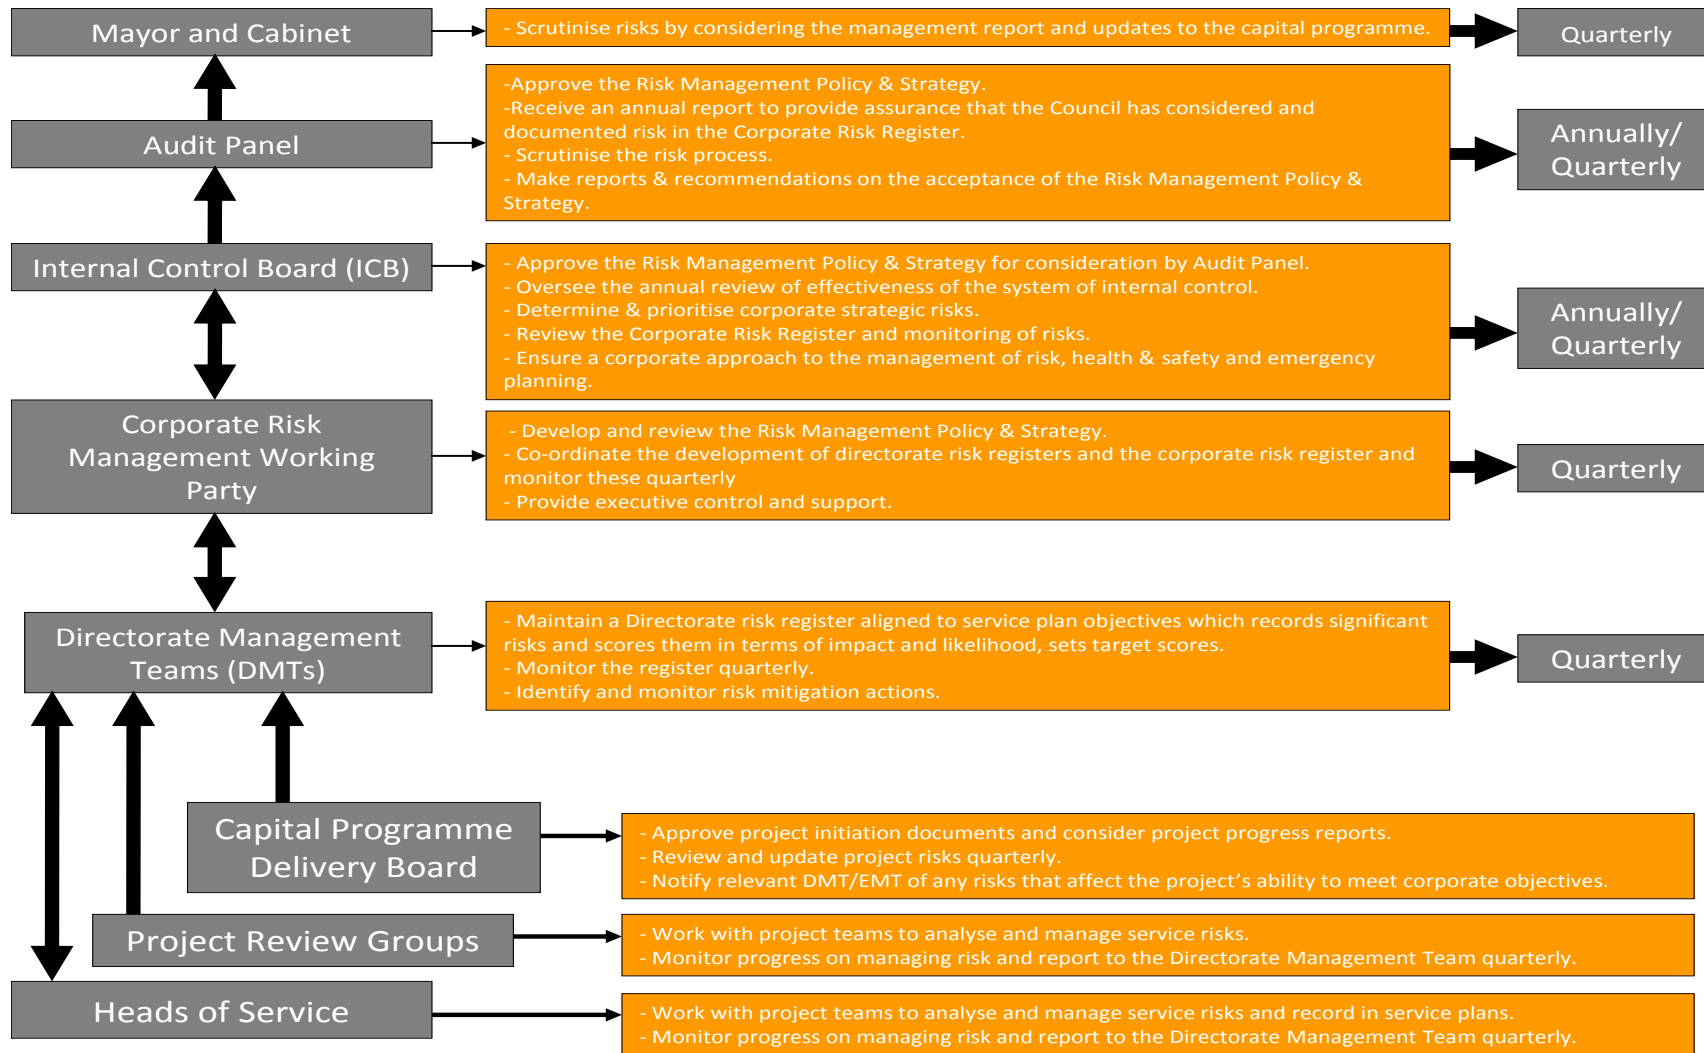 Mayor and Cabinet
- Scrutinise risks by considering the management report and updates to the capital programme.
Quarterly
Audit Panel
-Approve the Risk Management Policy & Strategy.
-Receive an annual report to provide assurance that the Council has considered and
documented risk in the Corporate Risk Register.
- Scrutinise the risk process.
- Make reports & recommendations on the acceptance of the Risk Management Policy &
Strategy.
Annually/
Quarterly
Internal Control Board (ICB)
- Approve the Risk Management Policy & Strategy for consideration by Audit Panel.
- Oversee the annual review of effectiveness of the system of internal control.
- Determine & prioritise corporate strategic risks.
- Review the Corporate Risk Register and monitoring of risks.
- Ensure a corporate approach to the management of risk, health & safety and emergency
planning.
Annually/
Quarterly
Corporate Risk
Management Working
Party
- Develop and review the Risk Management Policy & Strategy.
- Co-ordinate the development of directorate risk registers and the corporate risk register and
monitor these quarterly
- Provide executive control and support.
Quarterly
Directorate Management
Teams (DMTs)
- Maintain a Directorate risk register aligned to service plan objectives which records significant
risks and scores them in terms of impact and likelihood, sets target scores.
- Monitor the register quarterly.
- Identify and monitor risk mitigation actions.
Quarterly
Capital Programme
Delivery Board
- Approve project initiation documents and consider project progress reports.
- Review and update project risks quarterly.
- Notify relevant DMT/EMT of any risks that affect the project’s ability to meet corporate objectives.
Project Review Groups
- Work with project teams to analyse and manage service risks.
- Monitor progress on managing risk and report to the Directorate Management Team quarterly.
Heads of Service
- Work with project teams to analyse and manage service risks and record in service plans.
- Monitor progress on managing risk and report to the Directorate Management Team quarterly.